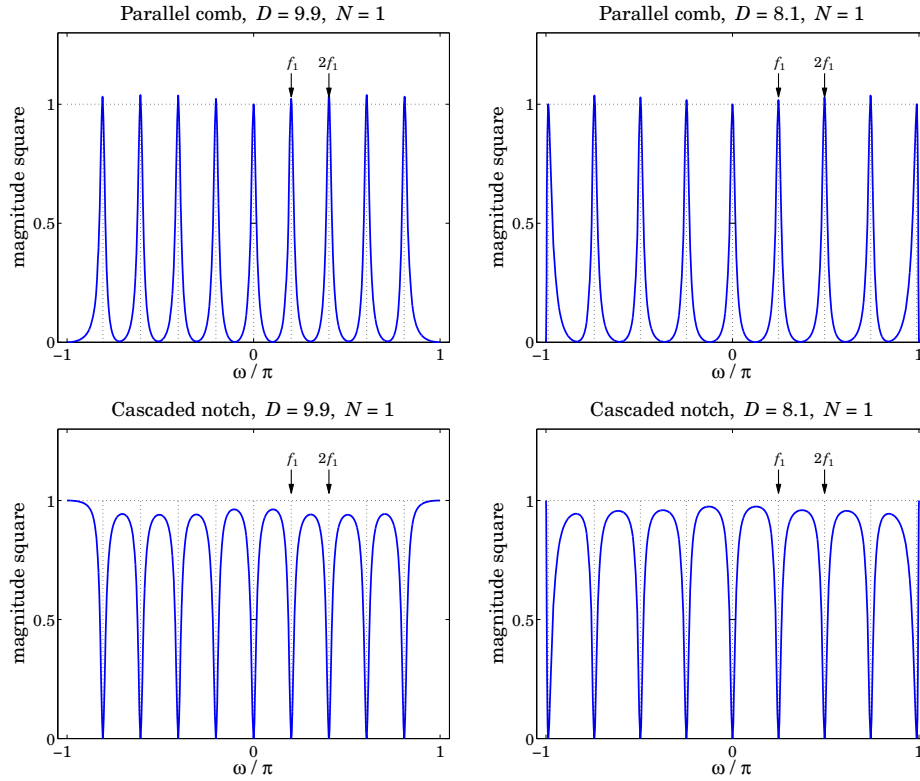 Parallel comb, D = 9.9, N = 1
f₁ 2f₁
magnitude square
1
0.5
0
−1 0 1
ω / π
Parallel comb, D = 8.1, N = 1
f₁ 2f₁
magnitude square
1
0.5
0
−1 0 1
ω / π
Cascaded notch, D = 9.9, N = 1
f₁ 2f₁
magnitude square
1
0.5
0
−1 0 1
ω / π
Cascaded notch, D = 8.1, N = 1
f₁ 2f₁
magnitude square
1
0.5
0
−1 0 1
ω / π